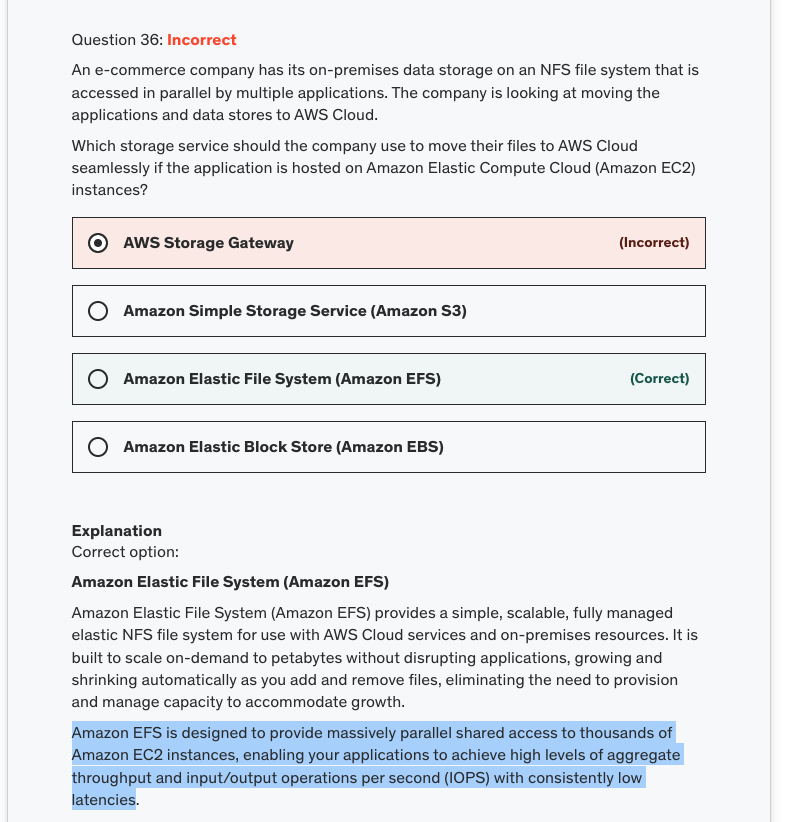 Question 36: Incorrect
An e-commerce company has its on-premises data storage on an NFS file system that is
accessed in parallel by multiple applications. The company is looking at moving the
applications and data stores to AWS Cloud.
Which storage service should the company use to move their files to AWS Cloud
seamlessly if the application is hosted on Amazon Elastic Compute Cloud (Amazon EC2)
instances?
AWS Storage Gateway (Incorrect)
Amazon Simple Storage Service (Amazon S3)
Amazon Elastic File System (Amazon EFS) (Correct)
Amazon Elastic Block Store (Amazon EBS)
Explanation
Correct option:
Amazon Elastic File System (Amazon EFS)
Amazon Elastic File System (Amazon EFS) provides a simple, scalable, fully managed
elastic NFS file system for use with AWS Cloud services and on-premises resources. It is
built to scale on-demand to petabytes without disrupting applications, growing and
shrinking automatically as you add and remove files, eliminating the need to provision
and manage capacity to accommodate growth.
Amazon EFS is designed to provide massively parallel shared access to thousands of
Amazon EC2 instances, enabling your applications to achieve high levels of aggregate
throughput and input/output operations per second (IOPS) with consistently low
latencies.